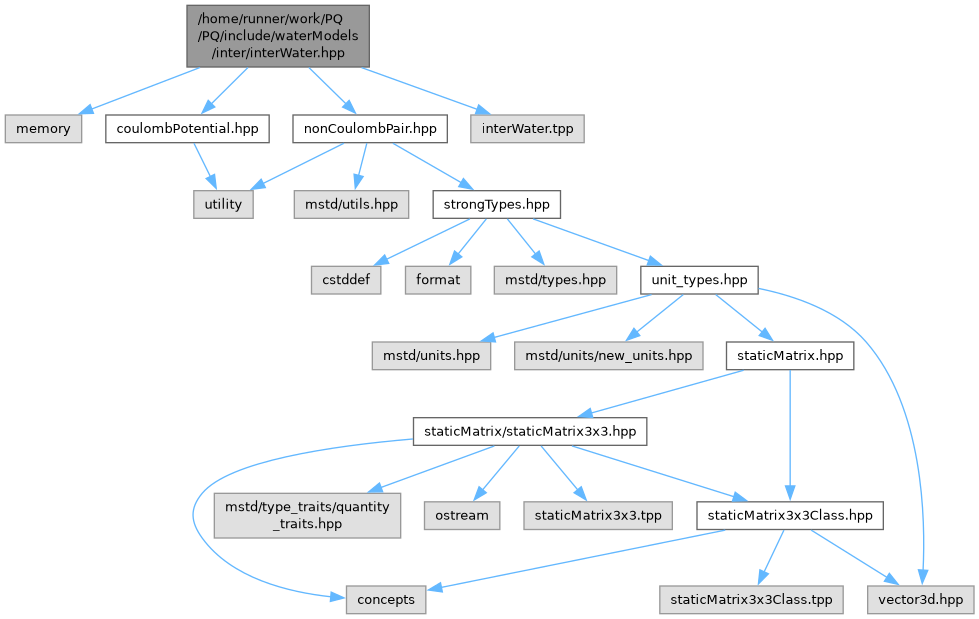 /home/runner/work/PQ
/PQ/include/waterModels
/inter/interWater.hpp
memory
coulombPotential.hpp
nonCoulombPair.hpp
interWater.tpp
utility
mstd/utils.hpp
strongTypes.hpp
cstddef
format
mstd/types.hpp
unit_types.hpp
mstd/units.hpp
mstd/units/new_units.hpp
staticMatrix.hpp
staticMatrix/staticMatrix3x3.hpp
mstd/type_traits/quantity
_traits.hpp
ostream
staticMatrix3x3.tpp
staticMatrix3x3Class.hpp
concepts
staticMatrix3x3Class.tpp
vector3d.hpp